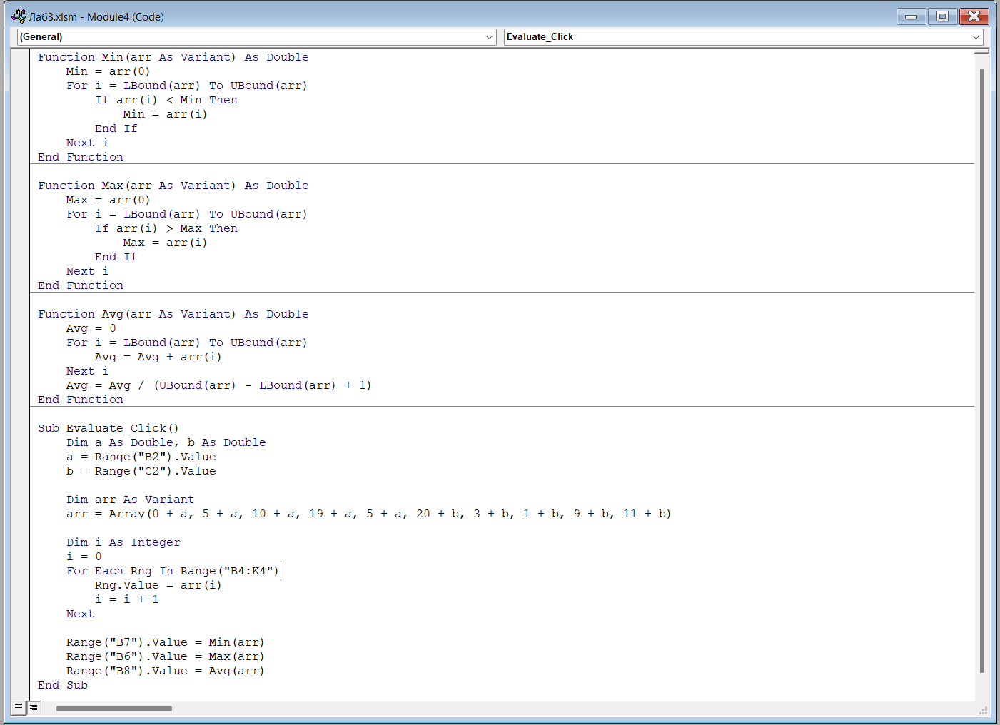 Ла63.xlsm - Module4 (Code)
(General)
Evaluate_Click
Function Min(arr As Variant) As Double
    Min = arr(0)
    For i = LBound(arr) To UBound(arr)
        If arr(i) < Min Then
            Min = arr(i)
        End If
    Next i
End Function

Function Max(arr As Variant) As Double
    Max = arr(0)
    For i = LBound(arr) To UBound(arr)
        If arr(i) > Max Then
            Max = arr(i)
        End If
    Next i
End Function

Function Avg(arr As Variant) As Double
    Avg = 0
    For i = LBound(arr) To UBound(arr)
        Avg = Avg + arr(i)
    Next i
    Avg = Avg / (UBound(arr) - LBound(arr) + 1)
End Function

Sub Evaluate_Click()
    Dim a As Double, b As Double
    a = Range("B2").Value
    b = Range("C2").Value

    Dim arr As Variant
    arr = Array(0 + a, 5 + a, 10 + a, 19 + a, 5 + a, 20 + b, 3 + b, 1 + b, 9 + b, 11 + b)

    Dim i As Integer
    i = 0
    For Each Rng In Range("B4:K4")
        Rng.Value = arr(i)
        i = i + 1
    Next

    Range("B7").Value = Min(arr)
    Range("B6").Value = Max(arr)
    Range("B8").Value = Avg(arr)
End Sub